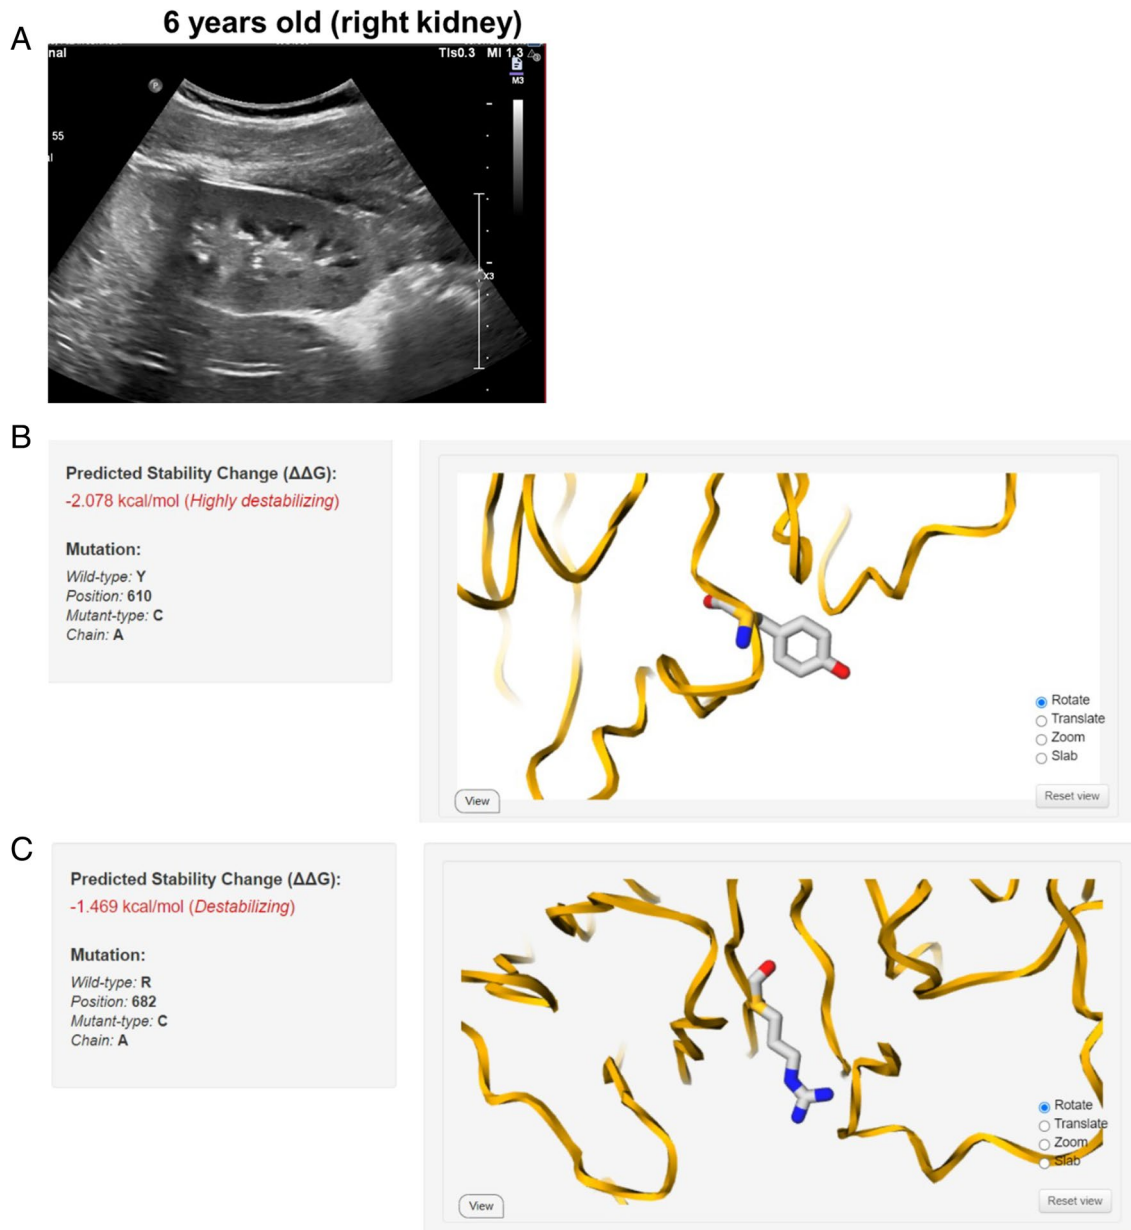 6 years old (right kidney)
A
nal
TIs0.3 MI 1.3
P
M3
55
X3
B
Predicted Stability Change (ΔΔG):
-2.078 kcal/mol (Highly destabilizing)
Mutation:
Wild-type: Y
Position: 610
Mutant-type: C
Chain: A
Rotate
Translate
Zoom
Slab
View
Reset view
C
Predicted Stability Change (ΔΔG):
-1.469 kcal/mol (Destabilizing)
Mutation:
Wild-type: R
Position: 682
Mutant-type: C
Chain: A
Rotate
Translate
Zoom
Slab
View
Reset view